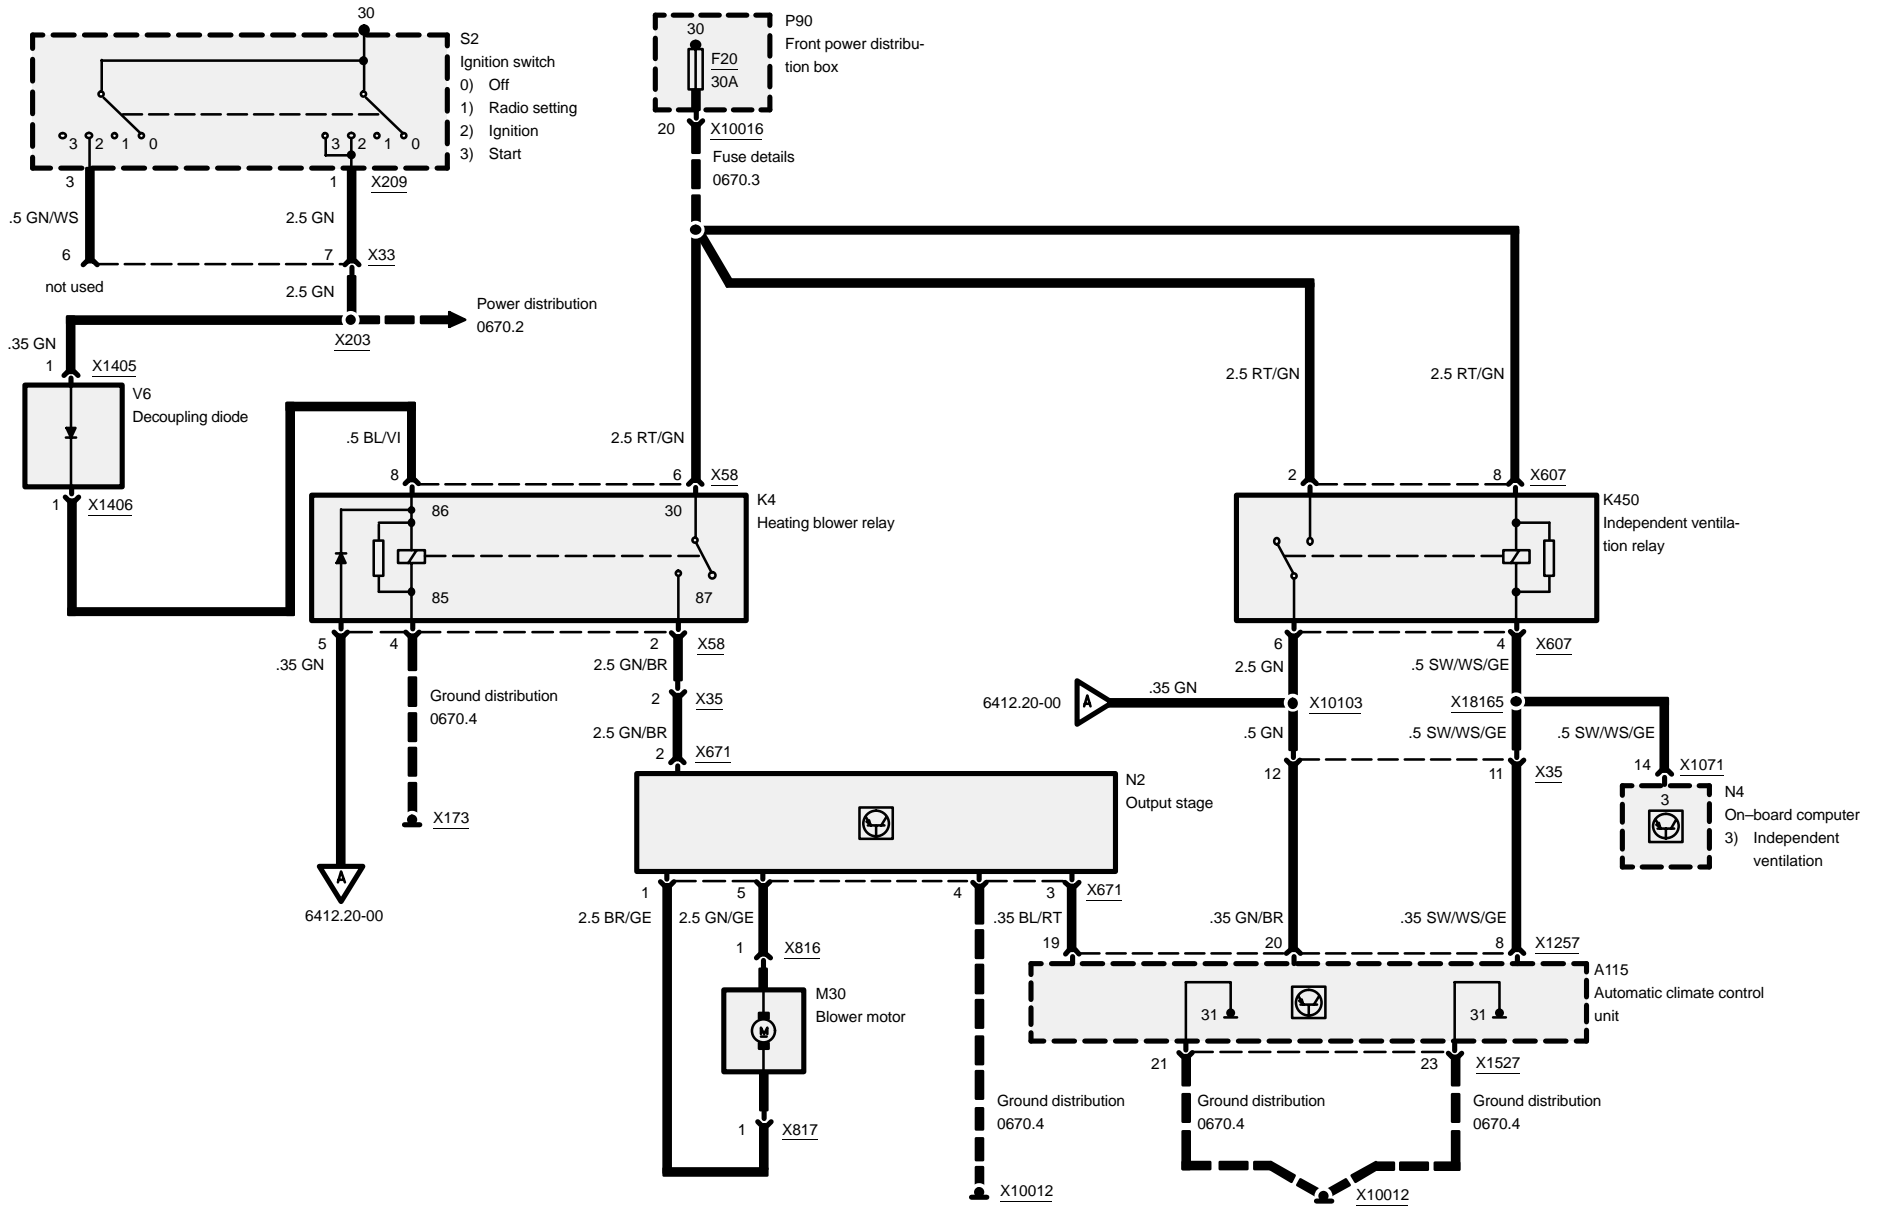 30
S2
Ignition switch
0) Off
1) Radio setting
2) Ignition
3) Start
3 2 1 0
3 2 1 0
3
1
X209
.5 GN/WS
2.5 GN
6
7
X33
not used
2.5 GN
Power distribution
0670.2
X203
.35 GN
1
X1405
V6
Decoupling diode
1
X1406
P90
Front power distribu-
tion box
30
F20
30A
20
X10016
Fuse details
0670.3
.5 BL/VI
2.5 RT/GN
2.5 RT/GN
2.5 RT/GN
8
6
X58
2
8
X607
K4
Heating blower relay
86
30
85
87
K450
Independent ventila-
tion relay
5
4
2
X58
.35 GN
2.5 GN/BR
Ground distribution
0670.4
2
X35
2.5 GN/BR
2
X671
X173
A
6412.20-00
6
4
X607
2.5 GN
.5 SW/WS/GE
6412.20-00
A
.35 GN
X10103
X18165
.5 GN
.5 SW/WS/GE
.5 SW/WS/GE
12
11
X35
14
X1071
N2
Output stage
3
N4
On–board computer
3) Independent
ventilation
1
5
4
3
X671
2.5 BR/GE
2.5 GN/GE
.35 BL/RT
.35 GN/BR
.35 SW/WS/GE
1
X816
19
20
8
X1257
M30
Blower motor
M
A115
Automatic climate control
unit
31
31
21
23
X1527
1
X817
Ground distribution
0670.4
Ground distribution
0670.4
Ground distribution
0670.4
X10012
X10012